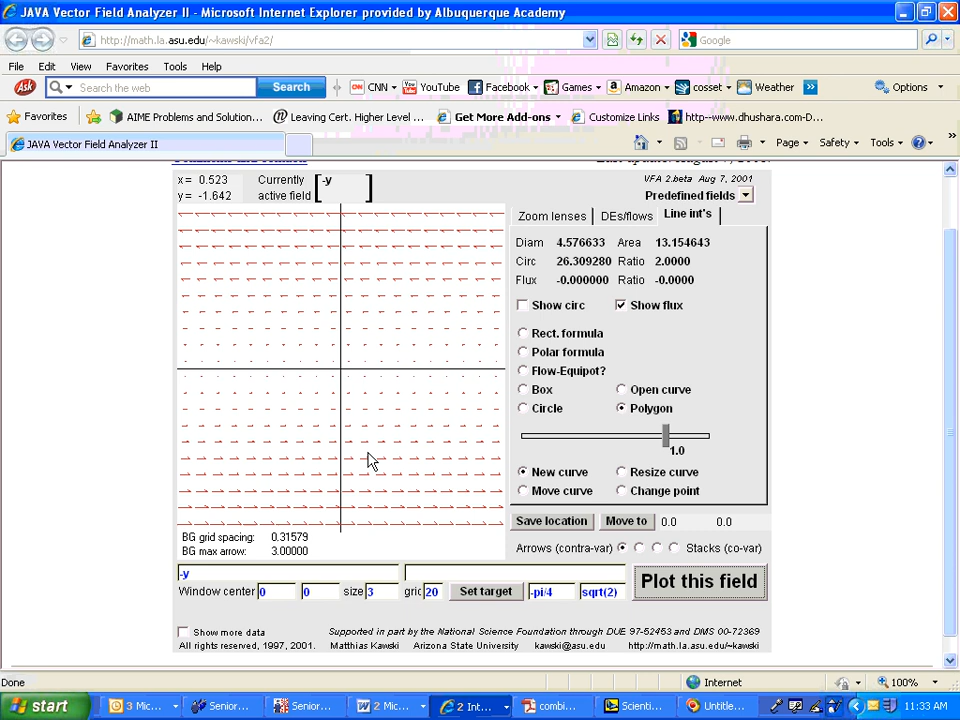 JAVA Vector Field Analyzer II - Microsoft Internet Explorer provided by Albuquerque Academy
http://math.la.asu.edu/~kawski/vfa2/
Google
File Edit View Favorites Tools Help
Ask Search the web Search CNN YouTube Facebook Games Amazon cosset Weather » Options
Favorites AIME Problems and Solution... Leaving Cert. Higher Level ... Get More Add-ons Customize Links http--www.dhushara.com-D...
JAVA Vector Field Analyzer II Page Safety Tools »
x = 0.523 Currently -y VFA 2.beta Aug 7, 2001
y = -1.642 active field Predefined fields
Zoom lenses DEs/flows Line int's
Diam 4.576633 Area 13.154643
Circ 26.309280 Ratio 2.0000
Flux -0.000000 Ratio -0.0000
Show circ Show flux
Rect. formula
Polar formula
Flow-Equipot?
Box Open curve
Circle Polygon
1.0
New curve Resize curve
Move curve Change point
Save location Move to 0.0 0.0
BG grid spacing: 0.31579
BG max arrow: 3.00000
Arrows (contra-var) Stacks (co-var)
-y
Window center 0 0 size 3 grid 20 Set target -pi/4 sqrt(2) Plot this field
Show more data Supported in part by the National Science Foundation through DUE 97-52453 and DMS 00-72369
All rights reserved, 1997, 2001. Matthias Kawski Arizona State University kawski@asu.edu http://math.la.asu.edu/~kawski
Done Internet 100%
start 3 Mic... Senior... Senior... 2 Mic... 2 Int... combi... Scienti... Untitle... 11:33 AM